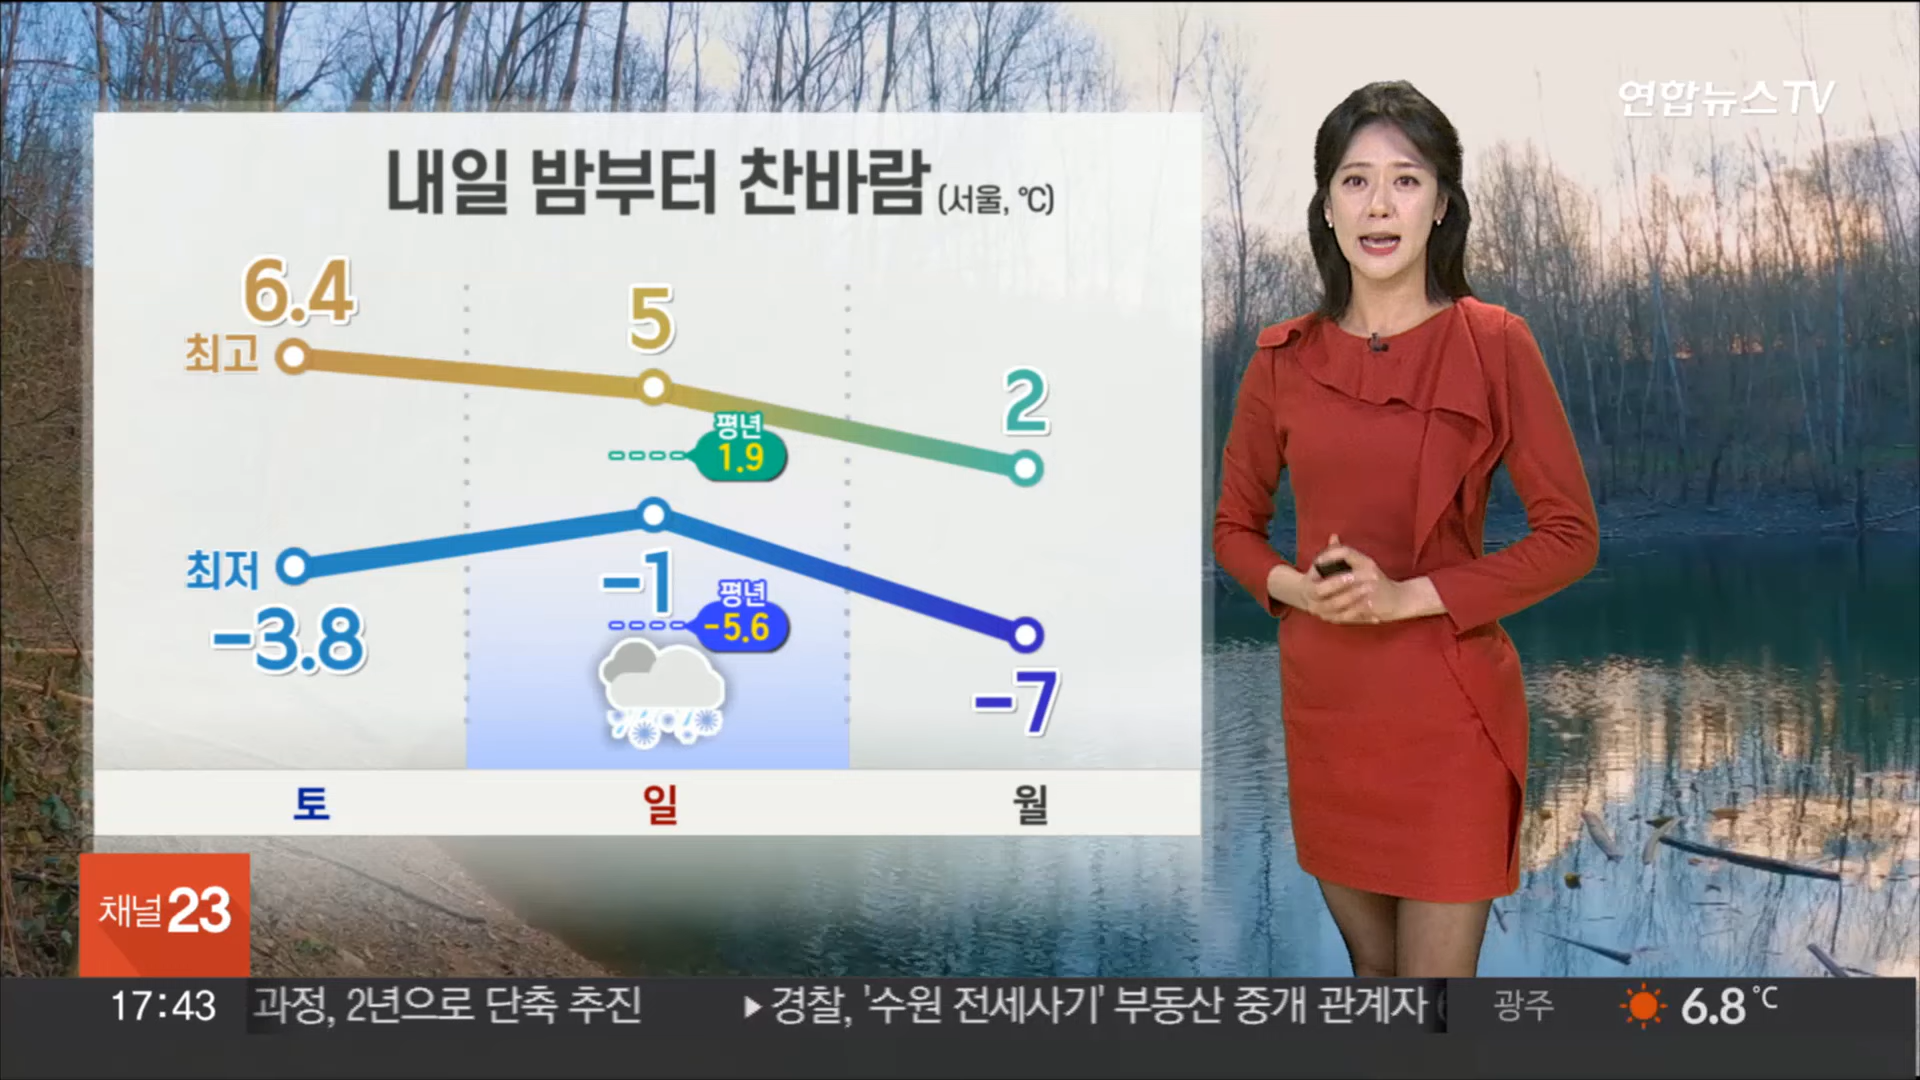 연합뉴스TV
내일 밤부터 찬바람 (서울, ℃)
6.4
5
2
최고
평년
1.9
최저
-3.8
-1
평년
-5.6
-7
토
일
월
채널23
17:43
과정, 2년으로 단축 추진 ▶경찰, '수원 전세사기' 부동산 중개 관계자
광주 6.8℃